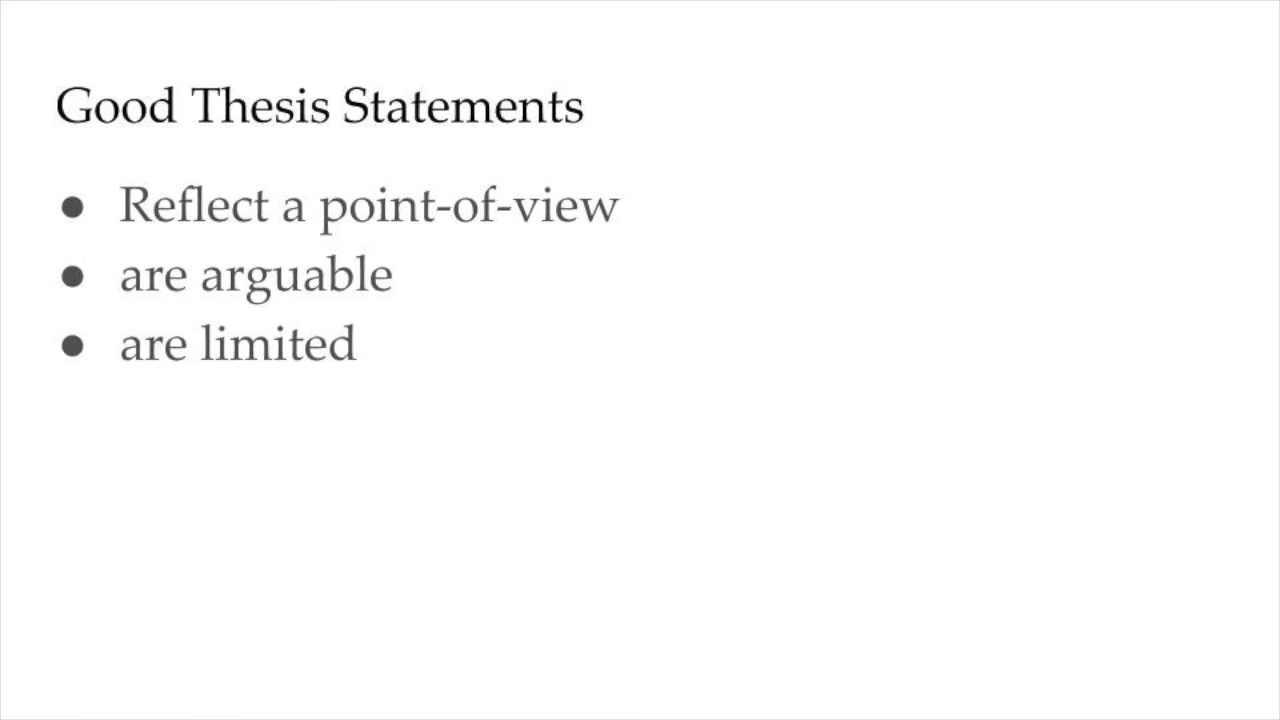 Good Thesis Statements
● Reflect a point-of-view
● are arguable
● are limited